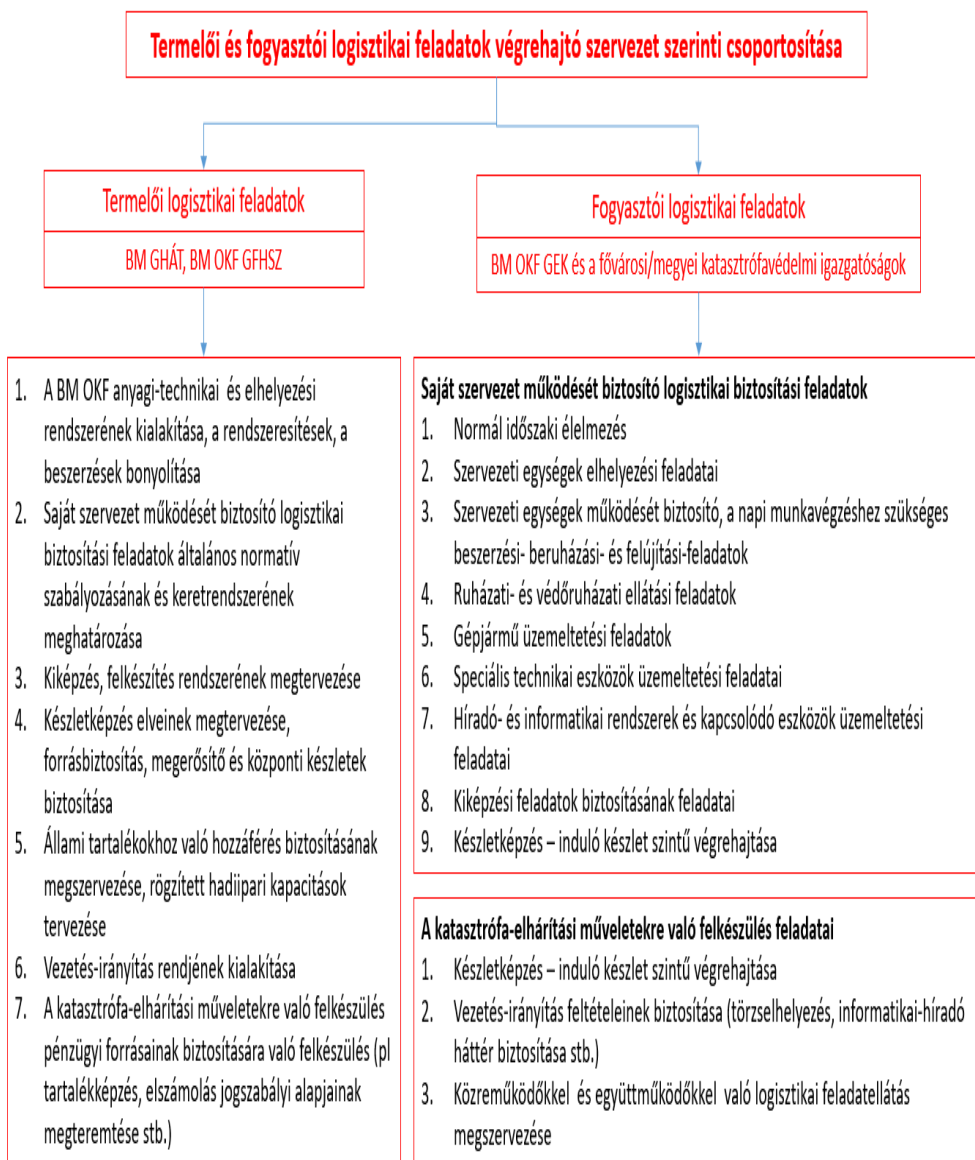 Termelői és fogyasztói logisztikai feladatok végrehajtó szervezet szerinti csoportosítása
Termelői logisztikai feladatok
BM GHÁT, BM OKF GFHSZ
Fogyasztói logisztikai feladatok
BM OKF GEK és a fővárosi/megyei katasztrófavédelmi igazgatóságok
1. A BM OKF anyagi-technikai és elhelyezési
rendszerének kialakítása, a rendszeresítések, a
beszerzések bonyolítása
2. Saját szervezet működését biztosító logisztikai
biztosítási feladatok általános normatív
szabályozásának és keretrendszerének
meghatározása
3. Kiképzés, felkészítés rendszerének megtervezése
4. Készletképzés elveinek megtervezése,
forrásbiztosítás, megerősítő és központi készletek
biztosítása
5. Állami tartalékokhoz való hozzáférés biztosításának
megszervezése, rögzített hadiipari kapacitások
tervezése
6. Vezetés-irányítás rendjének kialakítása
7. A katasztrófa-elhárítási műveletekre való felkészülés
pénzügyi forrásainak biztosítására való felkészülés (pl
tartalékképzés, elszámolás jogszabályi alapjainak
megteremtése stb.)
Saját szervezet működését biztosító logisztikai biztosítási feladatok
1. Normál időszaki élelmezés
2. Szervezeti egységek elhelyezési feladatai
3. Szervezeti egységek működését biztosító, a napi munkavégzéshez szükséges
beszerzési- beruházási- és felújítási-feladatok
4. Ruházati- és védőruházati ellátási feladatok
5. Gépjármű üzemeltetési feladatok
6. Speciális technikai eszközök üzemeltetési feladatai
7. Híradó- és informatikai rendszerek és kapcsolódó eszközök üzemeltetési
feladatai
8. Kiképzési feladatok biztosításának feladatai
9. Készletképzés – induló készlet szintű végrehajtása
A katasztrófa-elhárítási műveletekre való felkészülés feladatai
1. Készletképzés – induló készlet szintű végrehajtása
2. Vezetés-irányítás feltételeinek biztosítása (törzselhelyezés, informatikai-híradó
háttér biztosítása stb.)
3. Közreműködőkkel és együttműködőkkel való logisztikai feladatellátás
megszervezése